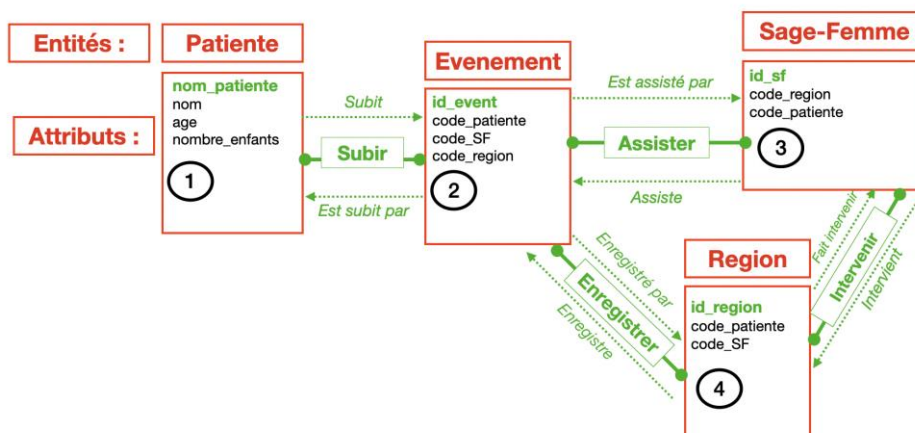 Entités :
Patiente
Evenement
Sage-Femme
Attributs :
nom_patiente
nom
age
nombre_enfants
1
Subit
Subir
Est subit par
id_event
code_patiente
code_SF
code_region
2
Est assisté par
Assister
Assiste
id_sf
code_region
code_patiente
3
Enregistré par
Enregistrer
Enregistre
Region
id_region
code_patiente
code_SF
4
Fait intervenir
Intervenir
Intervient